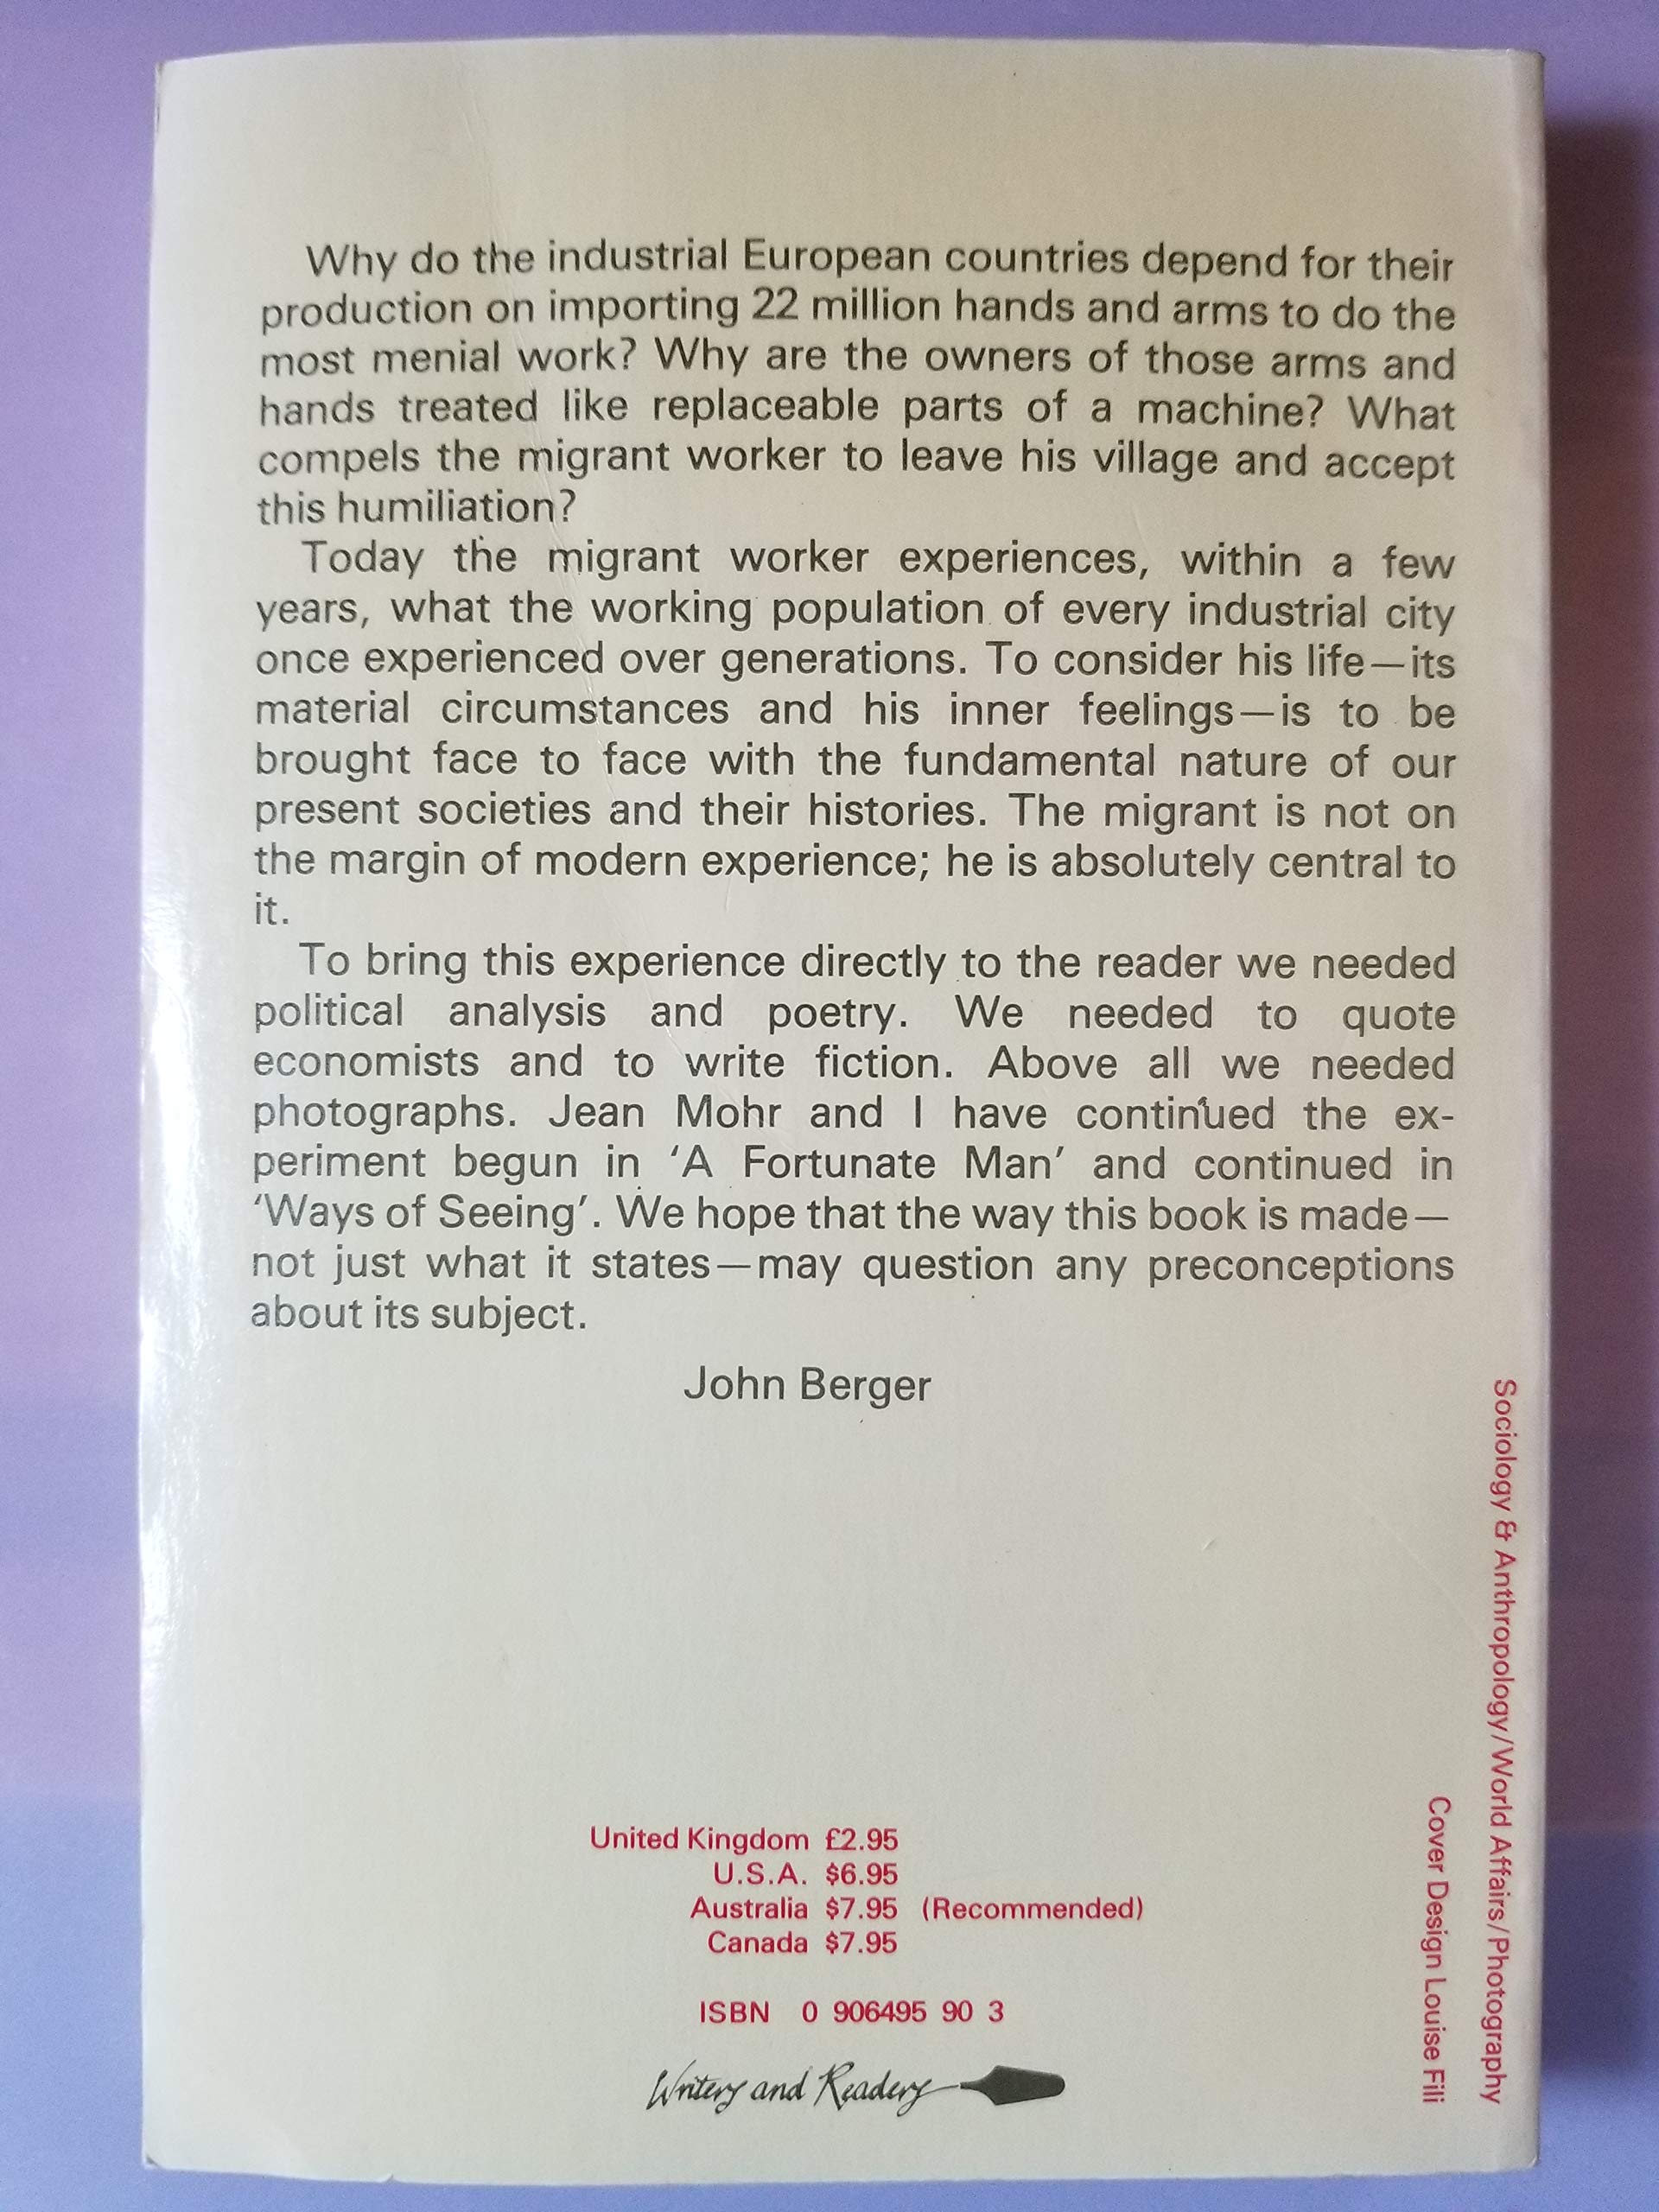 Why do the industrial European countries depend for their
production on importing 22 million hands and arms to do the
most menial work? Why are the owners of those arms and
hands treated like replaceable parts of a machine? What
compels the migrant worker to leave his village and accept
this humiliation?
Today the migrant worker experiences, within a few
years, what the working population of every industrial city
once experienced over generations. To consider his life—its
material circumstances and his inner feelings—is to be
brought face to face with the fundamental nature of our
present societies and their histories. The migrant is not on
the margin of modern experience; he is absolutely central to
it.
To bring this experience directly to the reader we needed
political analysis and poetry. We needed to quote
economists and to write fiction. Above all we needed
photographs. Jean Mohr and I have continued the ex-
periment begun in ‘A Fortunate Man’ and continued in
‘Ways of Seeing’. We hope that the way this book is made—
not just what it states—may question any preconceptions
about its subject.
John Berger
United Kingdom £2.95
U.S.A. $6.95
Australia $7.95 (Recommended)
Canada $7.95
ISBN 0 906495 90 3
Writers and Readers
Sociology & Anthropology/World Affairs/Photography
Cover Design Louise Fili